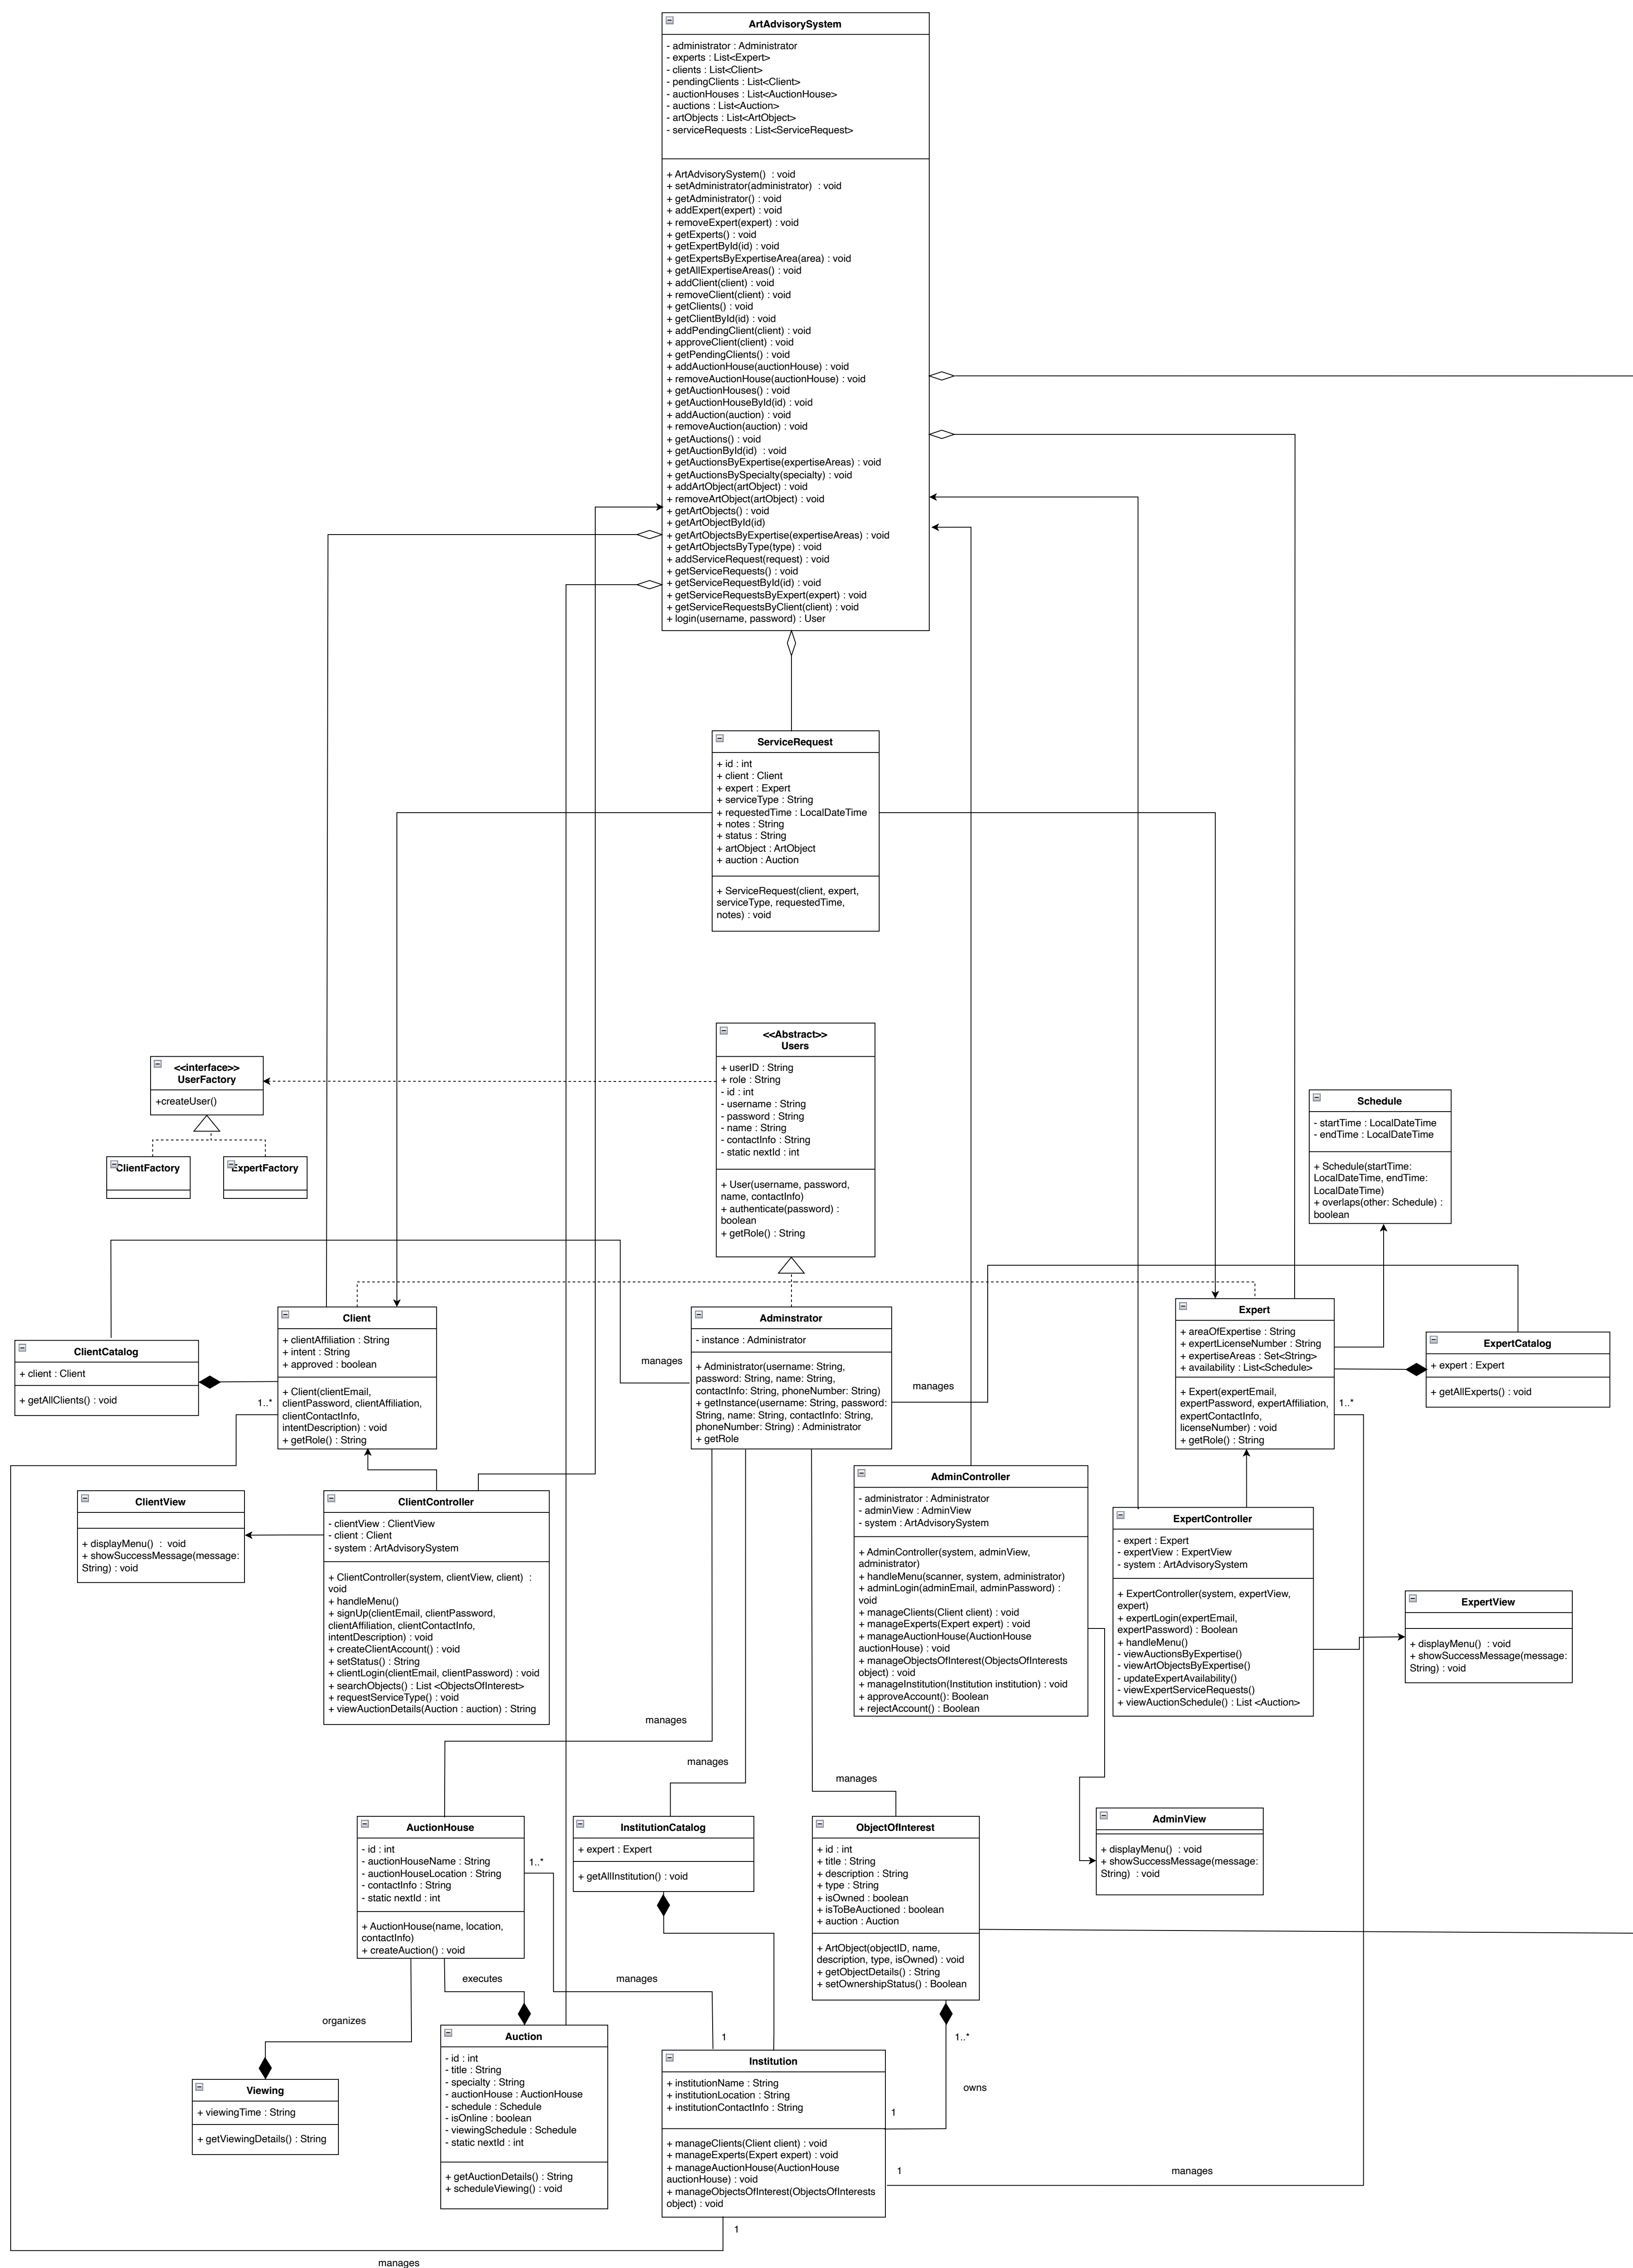 ArtAdvisorySystem
- administrator : Administrator
- experts : List<Expert>
- clients : List<Client>
- pendingClients : List<Client>
- auctionHouses : List<AuctionHouse>
- auctions : List<Auction>
- artObjects : List<ArtObject>
- serviceRequests : List<ServiceRequest>
+ ArtAdvisorySystem() : void
+ setAdministrator(administrator) : void
+ getAdministrator() : void
+ addExpert(expert) : void
+ removeExpert(expert) : void
+ getExperts() : void
+ getExpertById(id) : void
+ getExpertsByExpertiseArea(area) : void
+ getAllExpertiseAreas() : void
+ addClient(client) : void
+ removeClient(client) : void
+ getClients() : void
+ getClientById(id) : void
+ addPendingClient(client) : void
+ approveClient(client) : void
+ getPendingClients() : void
+ addAuctionHouse(auctionHouse) : void
+ removeAuctionHouse(auctionHouse) : void
+ getAuctionHouses() : void
+ getAuctionHouseById(id) : void
+ addAuction(auction) : void
+ removeAuction(auction) : void
+ getAuctions() : void
+ getAuctionById(id) : void
+ getAuctionsByExpertise(expertiseAreas) : void
+ getAuctionsBySpecialty(specialty) : void
+ addArtObject(artObject) : void
+ removeArtObject(artObject) : void
+ getArtObjects() : void
+ getArtObjectById(id)
+ getArtObjectsByExpertise(expertiseAreas) : void
+ getArtObjectsByType(type) : void
+ addServiceRequest(request) : void
+ getServiceRequests() : void
+ getServiceRequestById(id) : void
+ getServiceRequestsByExpert(expert) : void
+ getServiceRequestsByClient(client) : void
+ login(username, password) : User
ServiceRequest
+ id : int
+ client : Client
+ expert : Expert
+ serviceType : String
+ requestedTime : LocalDateTime
+ notes : String
+ status : String
+ artObject : ArtObject
+ auction : Auction
+ ServiceRequest(client, expert,
serviceType, requestedTime,
notes) : void
<<Abstract>>
Users
+ userID : String
+ role : String
- id : int
- username : String
- password : String
- name : String
- contactInfo : String
- static nextId : int
+ User(username, password,
name, contactInfo)
+ authenticate(password) :
boolean
+ getRole() : String
<<interface>>
UserFactory
+createUser()
ClientFactory
ExpertFactory
Schedule
- startTime : LocalDateTime
- endTime : LocalDateTime
+ Schedule(startTime:
LocalDateTime, endTime:
LocalDateTime)
+ overlaps(other: Schedule) :
boolean
ClientCatalog
+ client : Client
+ getAllClients() : void
Client
+ clientAffiliation : String
+ intent : String
+ approved : boolean
+ Client(clientEmail,
clientPassword, clientAffiliation,
clientContactInfo,
intentDescription) : void
+ getRole() : String
1..*
manages
Adminstrator
- instance : Administrator
+ Administrator(username: String,
password: String, name: String,
contactInfo: String, phoneNumber: String)
+ getInstance(username: String, password:
String, name: String, contactInfo: String,
phoneNumber: String) : Administrator
+ getRole
manages
Expert
+ areaOfExpertise : String
+ expertLicenseNumber : String
+ expertiseAreas : Set<String>
+ availability : List<Schedule>
+ Expert(expertEmail,
expertPassword, expertAffiliation,
expertContactInfo,
licenseNumber) : void
+ getRole() : String
1..*
ExpertCatalog
+ expert : Expert
+ getAllExperts() : void
ClientView
+ displayMenu() : void
+ showSuccessMessage(message:
String) : void
ClientController
- clientView : ClientView
- client : Client
- system : ArtAdvisorySystem
+ ClientController(system, clientView, client) :
void
+ handleMenu()
+ signUp(clientEmail, clientPassword,
clientAffiliation, clientContactInfo,
intentDescription) : void
+ createClientAccount() : void
+ setStatus() : String
+ clientLogin(clientEmail, clientPassword) : void
+ searchObjects() : List <ObjectsOfInterest>
+ requestServiceType() : void
+ viewAuctionDetails(Auction : auction) : String
AdminController
- administrator : Administrator
- adminView : AdminView
- system : ArtAdvisorySystem
+ AdminController(system, adminView,
administrator)
+ handleMenu(scanner, system, administrator)
+ adminLogin(adminEmail, adminPassword) :
void
+ manageClients(Client client) : void
+ manageExperts(Expert expert) : void
+ manageAuctionHouse(AuctionHouse
auctionHouse) : void
+ manageObjectsOfInterest(ObjectsOfInterests
object) : void
+ manageInstitution(Institution institution) : void
+ approveAccount(): Boolean
+ rejectAccount() : Boolean
ExpertController
- expert : Expert
- expertView : ExpertView
- system : ArtAdvisorySystem
+ ExpertController(system, expertView,
expert)
+ expertLogin(expertEmail,
expertPassword) : Boolean
+ handleMenu()
- viewAuctionsByExpertise()
- viewArtObjectsByExpertise()
- updateExpertAvailability()
- viewExpertServiceRequests()
+ viewAuctionSchedule() : List <Auction>
ExpertView
+ displayMenu() : void
+ showSuccessMessage(message:
String) : void
manages
manages
manages
AuctionHouse
- id : int
- auctionHouseName : String
- auctionHouseLocation : String
- contactInfo : String
- static nextId : int
+ AuctionHouse(name, location,
contactInfo)
+ createAuction() : void
1..*
InstitutionCatalog
+ expert : Expert
+ getAllInstitution() : void
ObjectOfInterest
+ id : int
+ title : String
+ description : String
+ type : String
+ isOwned : boolean
+ isToBeAuctioned : boolean
+ auction : Auction
+ ArtObject(objectID, name,
description, type, isOwned) : void
+ getObjectDetails() : String
+ setOwnershipStatus() : Boolean
AdminView
+ displayMenu() : void
+ showSuccessMessage(message:
String) : void
executes
manages
organizes
1
1..*
Viewing
+ viewingTime : String
+ getViewingDetails() : String
Auction
- id : int
- title : String
- specialty : String
- auctionHouse : AuctionHouse
- schedule : Schedule
- isOnline : boolean
- viewingSchedule : Schedule
- static nextId : int
+ getAuctionDetails() : String
+ scheduleViewing() : void
Institution
+ institutionName : String
+ institutionLocation : String
+ institutionContactInfo : String
+ manageClients(Client client) : void
+ manageExperts(Expert expert) : void
+ manageAuctionHouse(AuctionHouse
auctionHouse) : void
+ manageObjectsOfInterest(ObjectsOfInterests
object) : void
owns
1
1
manages
1
manages